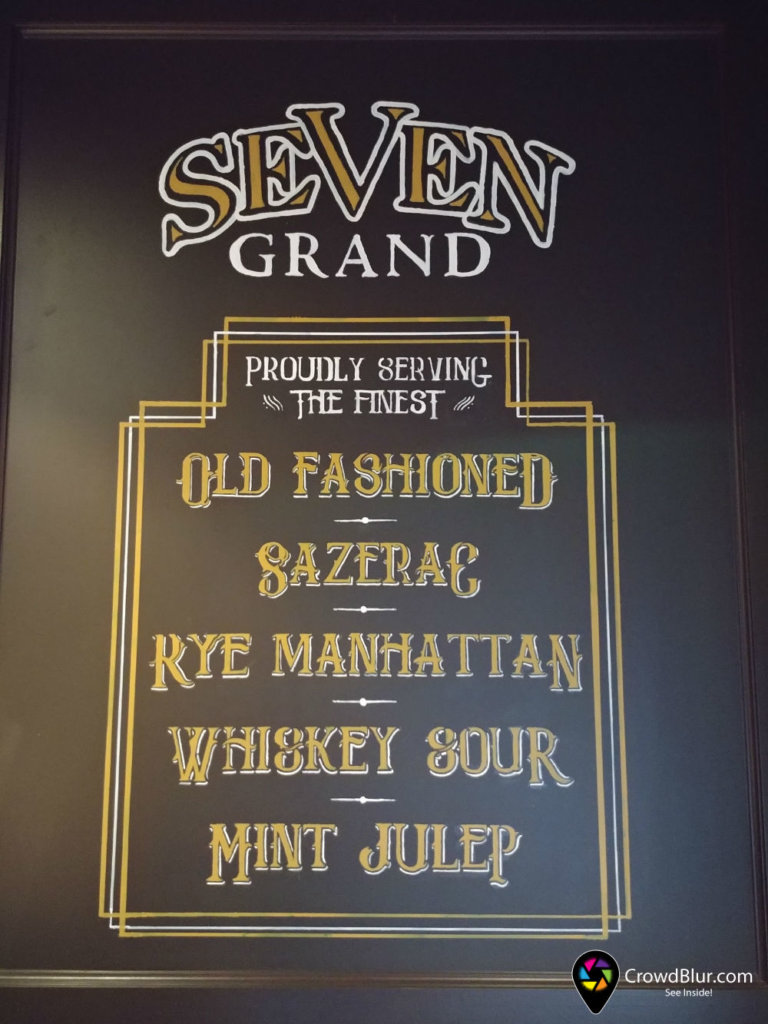 SEVEN
GRAND
PROUDLY SERVING
THE FINEST
OLD FASHIONED
SAZERAC
RYE MANHATTAN
WHISKEY SOUR
MINT JULEP
CrowdBlur.com
See Inside!